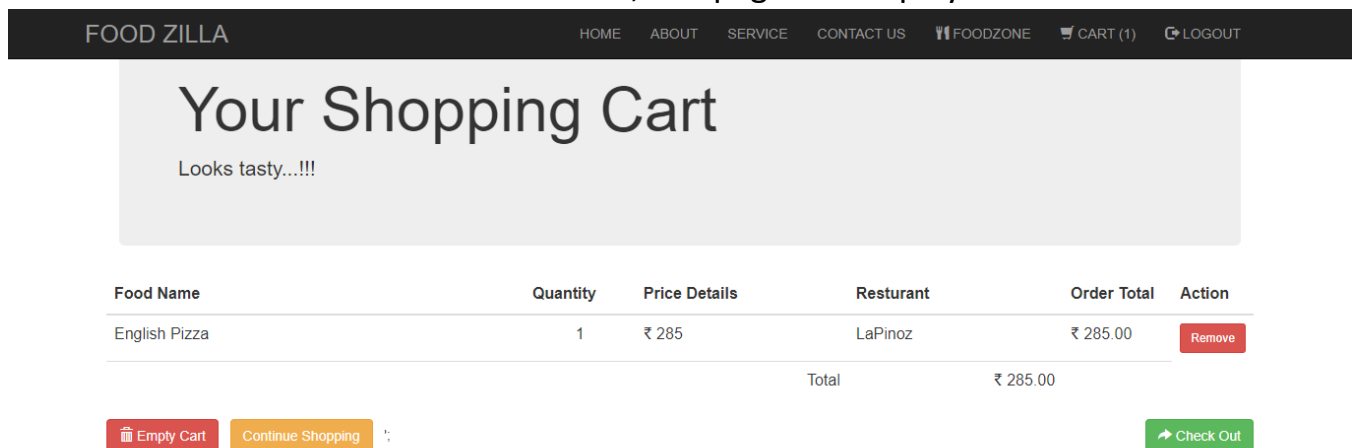 FOOD ZILLA HOME ABOUT SERVICE CONTACT US FOODZONE CART (1) LOGOUT
Your Shopping Cart
Looks tasty...!!!
Food Name Quantity Price Details Resturant Order Total Action
English Pizza 1 ₹ 285 LaPinoz ₹ 285.00 Remove
Total ₹ 285.00
Empty Cart Continue Shopping '; Check Out